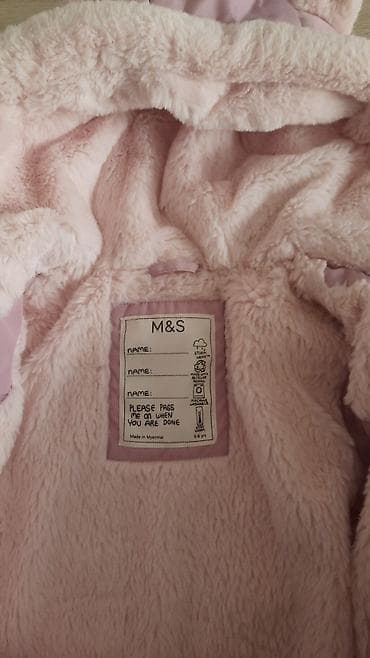 M&S
NAME:
NAME:
NAME:
PLEASE PASS
ME ON WHEN
YOU ARE DONE
Made in Myanmar